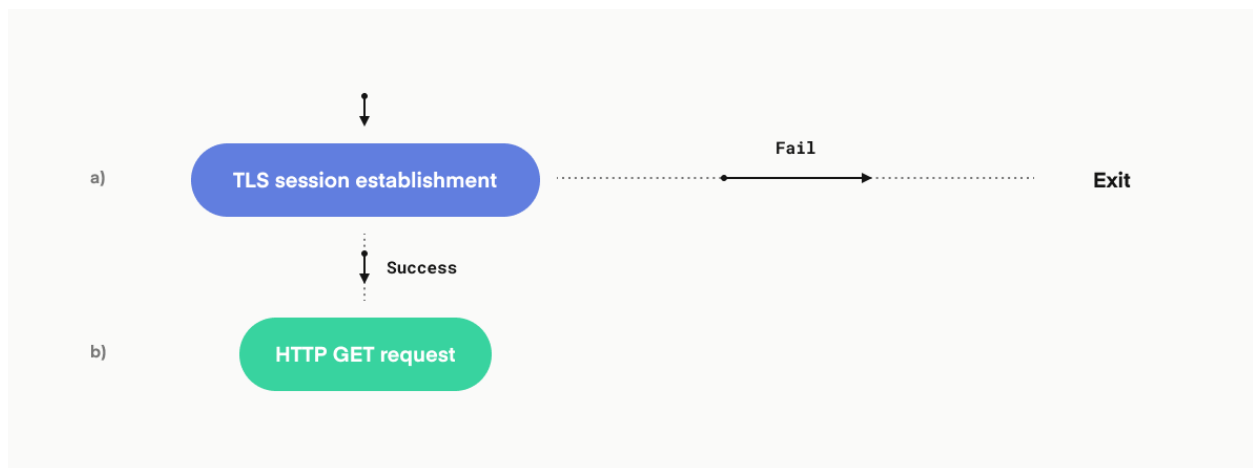 Fail
a)
TLS session establishment
Exit
Success
b)
HTTP GET request